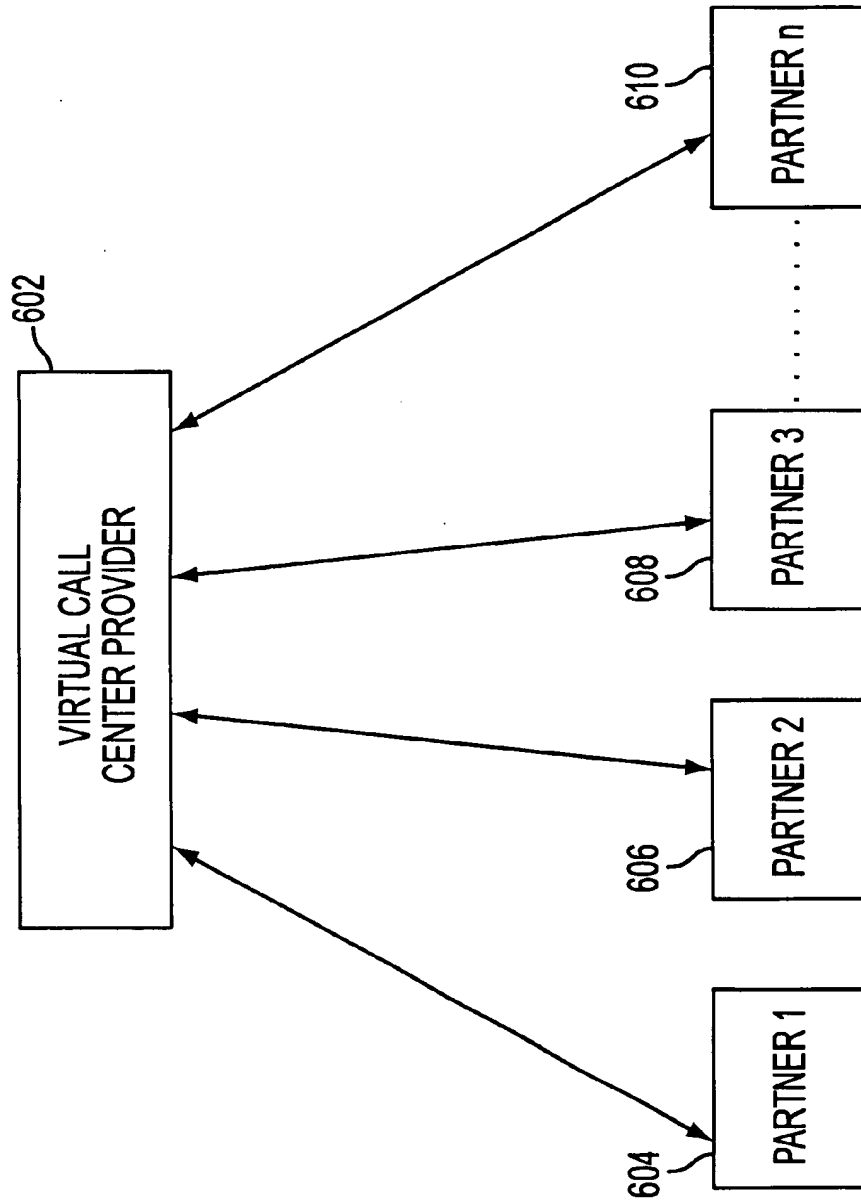 602
VIRTUAL CALL
CENTER PROVIDER
604
PARTNER 1
606
PARTNER 2
608
PARTNER 3
. . . . . . . . . .
610
PARTNER n